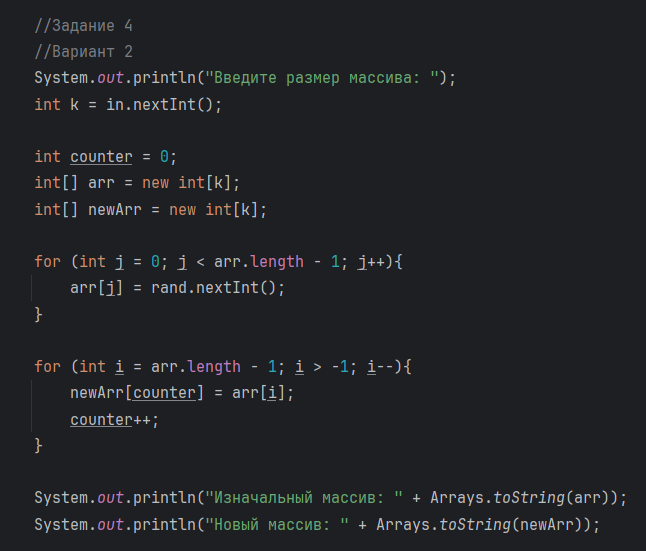 //Задание 4
//Вариант 2
System.out.println("Введите размер массива: ");
int k = in.nextInt();
int counter = 0;
int[] arr = new int[k];
int[] newArr = new int[k];
for (int j = 0; j < arr.length - 1; j++){
arr[j] = rand.nextInt();
}
for (int i = arr.length - 1; i > -1; i--){
newArr[counter] = arr[i];
counter++;
}
System.out.println("Изначальный массив: " + Arrays.toString(arr));
System.out.println("Новый массив: " + Arrays.toString(newArr));